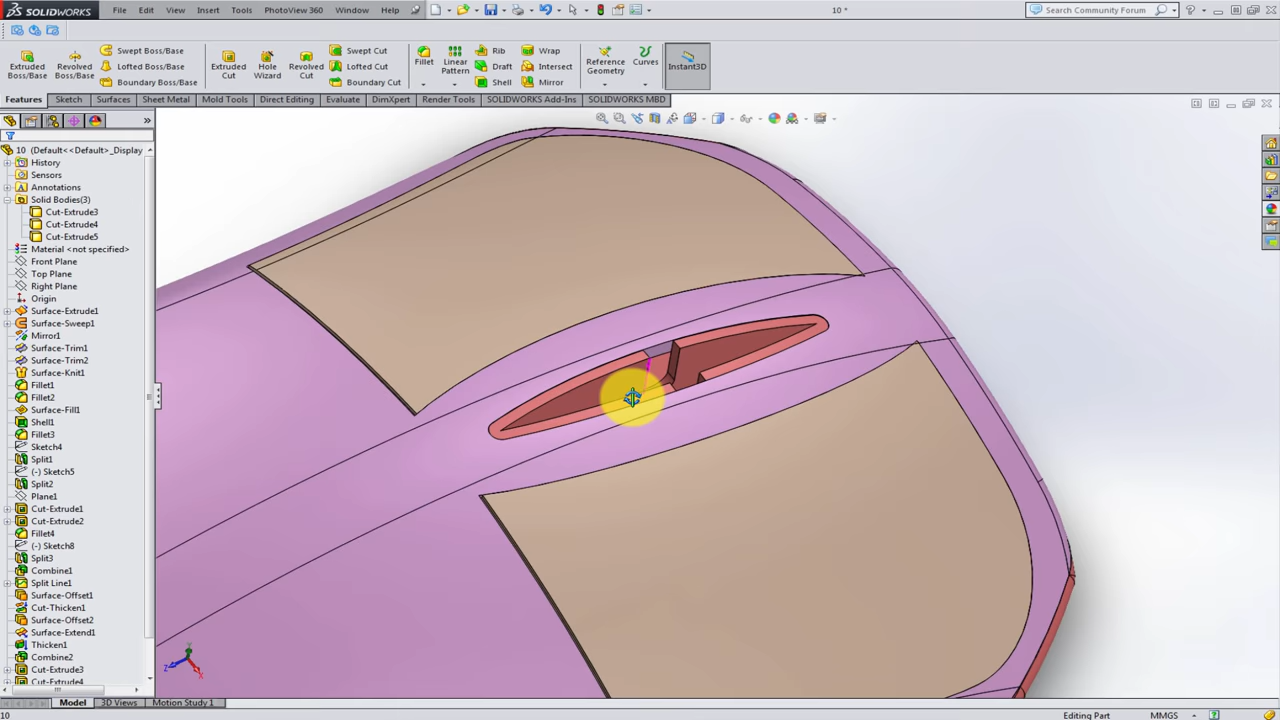 SOLIDWORKS File Edit View Insert Tools PhotoView 360 Window Help 10 * Search Community Forum
Extruded Boss/Base
Revolved Boss/Base
Swept Boss/Base
Lofted Boss/Base
Boundary Boss/Base
Extruded Cut
Hole Wizard
Revolved Cut
Swept Cut
Lofted Cut
Boundary Cut
Fillet
Linear Pattern
Rib
Draft
Shell
Wrap
Intersect
Mirror
Reference Geometry
Curves
Instant3D
Features Sketch Surfaces Sheet Metal Mold Tools Direct Editing Evaluate DimXpert Render Tools SOLIDWORKS Add-Ins SOLIDWORKS MBD
10 (Default<<Default>_Display
History
Sensors
Annotations
Solid Bodies(3)
Cut-Extrude3
Cut-Extrude4
Cut-Extrude5
Material <not specified>
Front Plane
Top Plane
Right Plane
Origin
Surface-Extrude1
Surface-Sweep1
Mirror1
Surface-Trim1
Surface-Trim2
Surface-Knit1
Fillet1
Fillet2
Surface-Fill1
Shell1
Fillet3
Sketch4
Split1
(-) Sketch5
Split2
Plane1
Cut-Extrude1
Cut-Extrude2
Fillet4
(-) Sketch8
Split3
Combine1
Split Line1
Surface-Offset1
Cut-Thicken1
Surface-Offset2
Surface-Extend1
Thicken1
Combine2
Cut-Extrude3
Cut-Extrude4
Z
X
Model 3D Views Motion Study 1
10 Editing Part MMGS